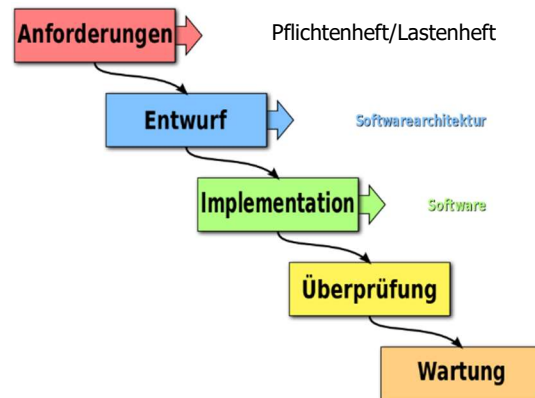 Anforderungen
Pflichtenheft/Lastenheft
Entwurf
Softwarearchitektur
Implementation
Software
Überprüfung
Wartung